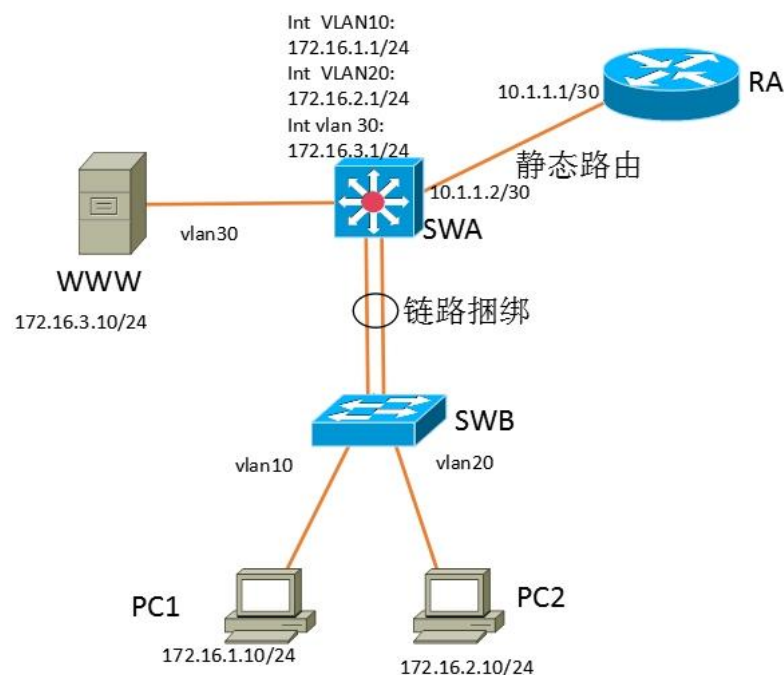 Int VLAN10:
172.16.1.1/24
Int VLAN20:
172.16.2.1/24
Int vlan 30:
172.16.3.1/24
10.1.1.1/30
RA
静态路由
10.1.1.2/30
SWA
vlan30
WWW
172.16.3.10/24
链路捆绑
SWB
vlan10
vlan20
PC1
172.16.1.10/24
PC2
172.16.2.10/24